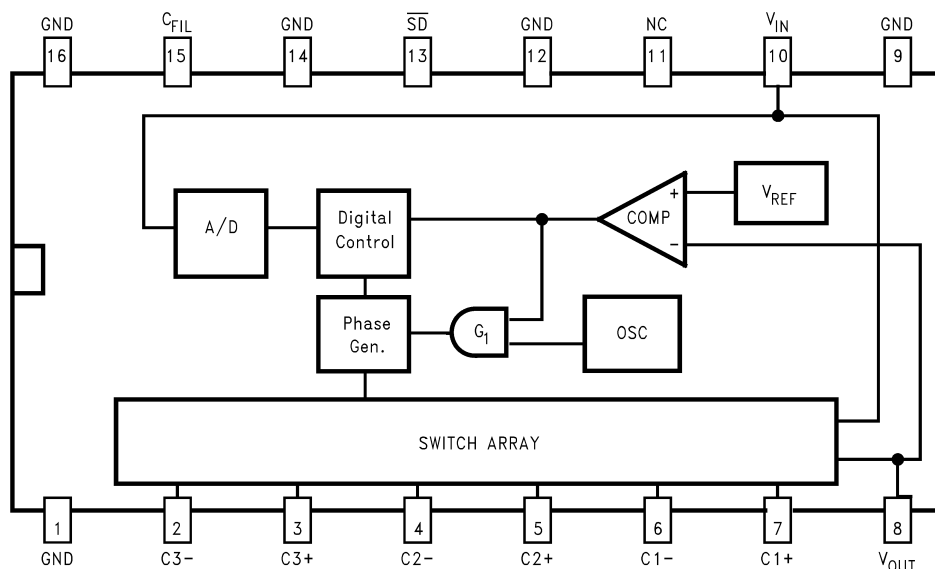 GND C_FIL GND SD̅ GND NC V_IN GND
16 15 14 13 12 11 10 9
A/D
Digital
Control
COMP
+
−
V_REF
Phase
Gen.
G_1
OSC
SWITCH ARRAY
1 2 3 4 5 6 7 8
GND C3− C3+ C2− C2+ C1− C1+ V_OUT